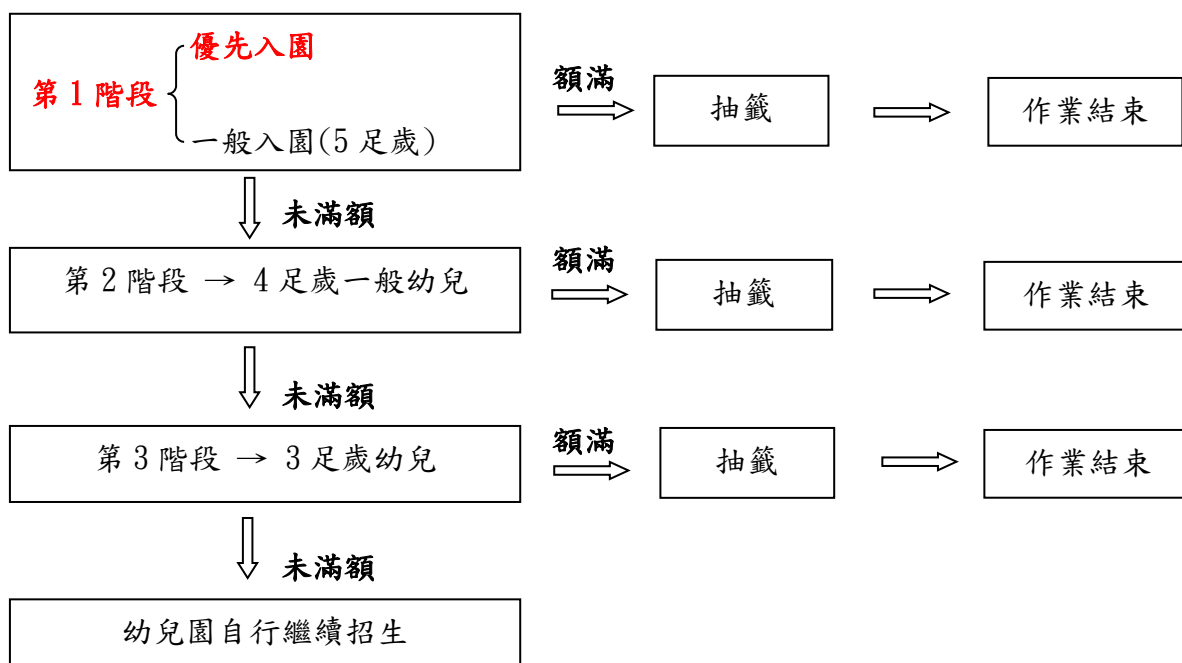 優先入園
第1階段
一般入園(5足歲)
額滿
抽籤
作業結束
未滿額
第2階段 → 4足歲一般幼兒
額滿
抽籤
作業結束
未滿額
第3階段 → 3足歲幼兒
額滿
抽籤
作業結束
未滿額
幼兒園自行繼續招生